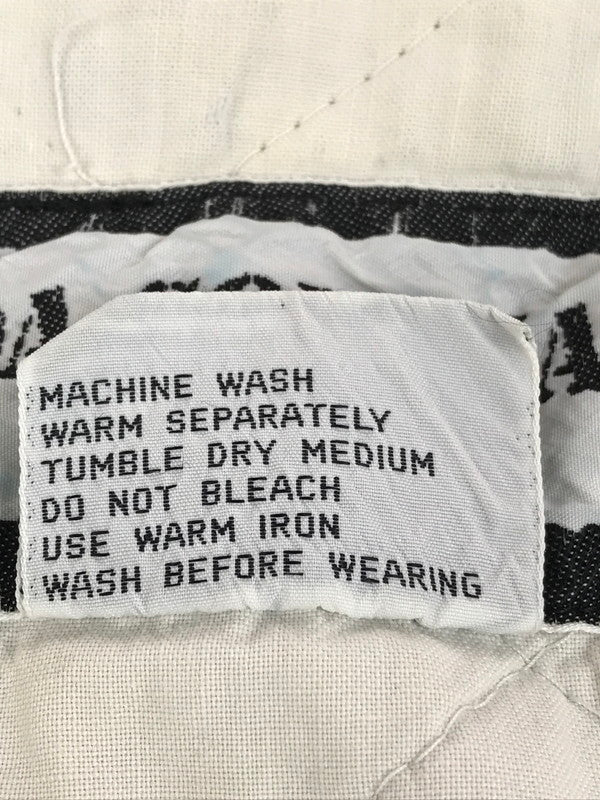 MACHINE WASH
WARM SEPARATELY
TUMBLE DRY MEDIUM
DO NOT BLEACH
USE WARM IRON
WASH BEFORE WEARING